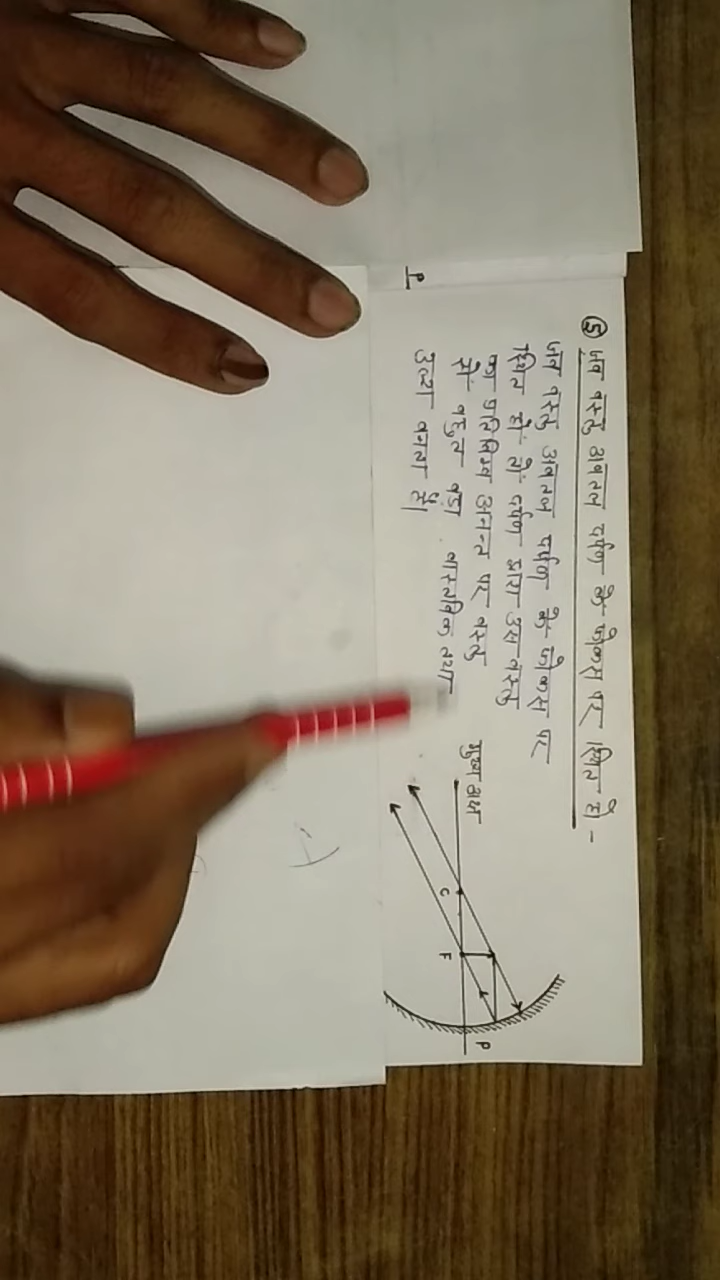 ⑤ जब वस्तु अवतल दर्पण के फोकस पर स्थित हो -
जब वस्तु अवतल दर्पण के फोकस पर
स्थित हो तो दर्पण द्वारा उस वस्तु
का प्रतिबिम्ब अनन्त पर वस्तु
से बहुत बड़ा वास्तविक तथा
उल्टा बनता है।
मुख्य अक्ष
C
F
P
P